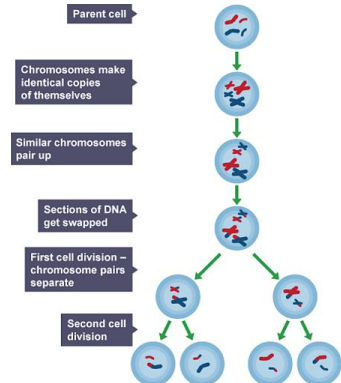 Parent cell
Chromosomes make
identical copies
of themselves
Similar chromosomes
pair up
Sections of DNA
get swapped
First cell division –
chromosome pairs
separate
Second cell
division